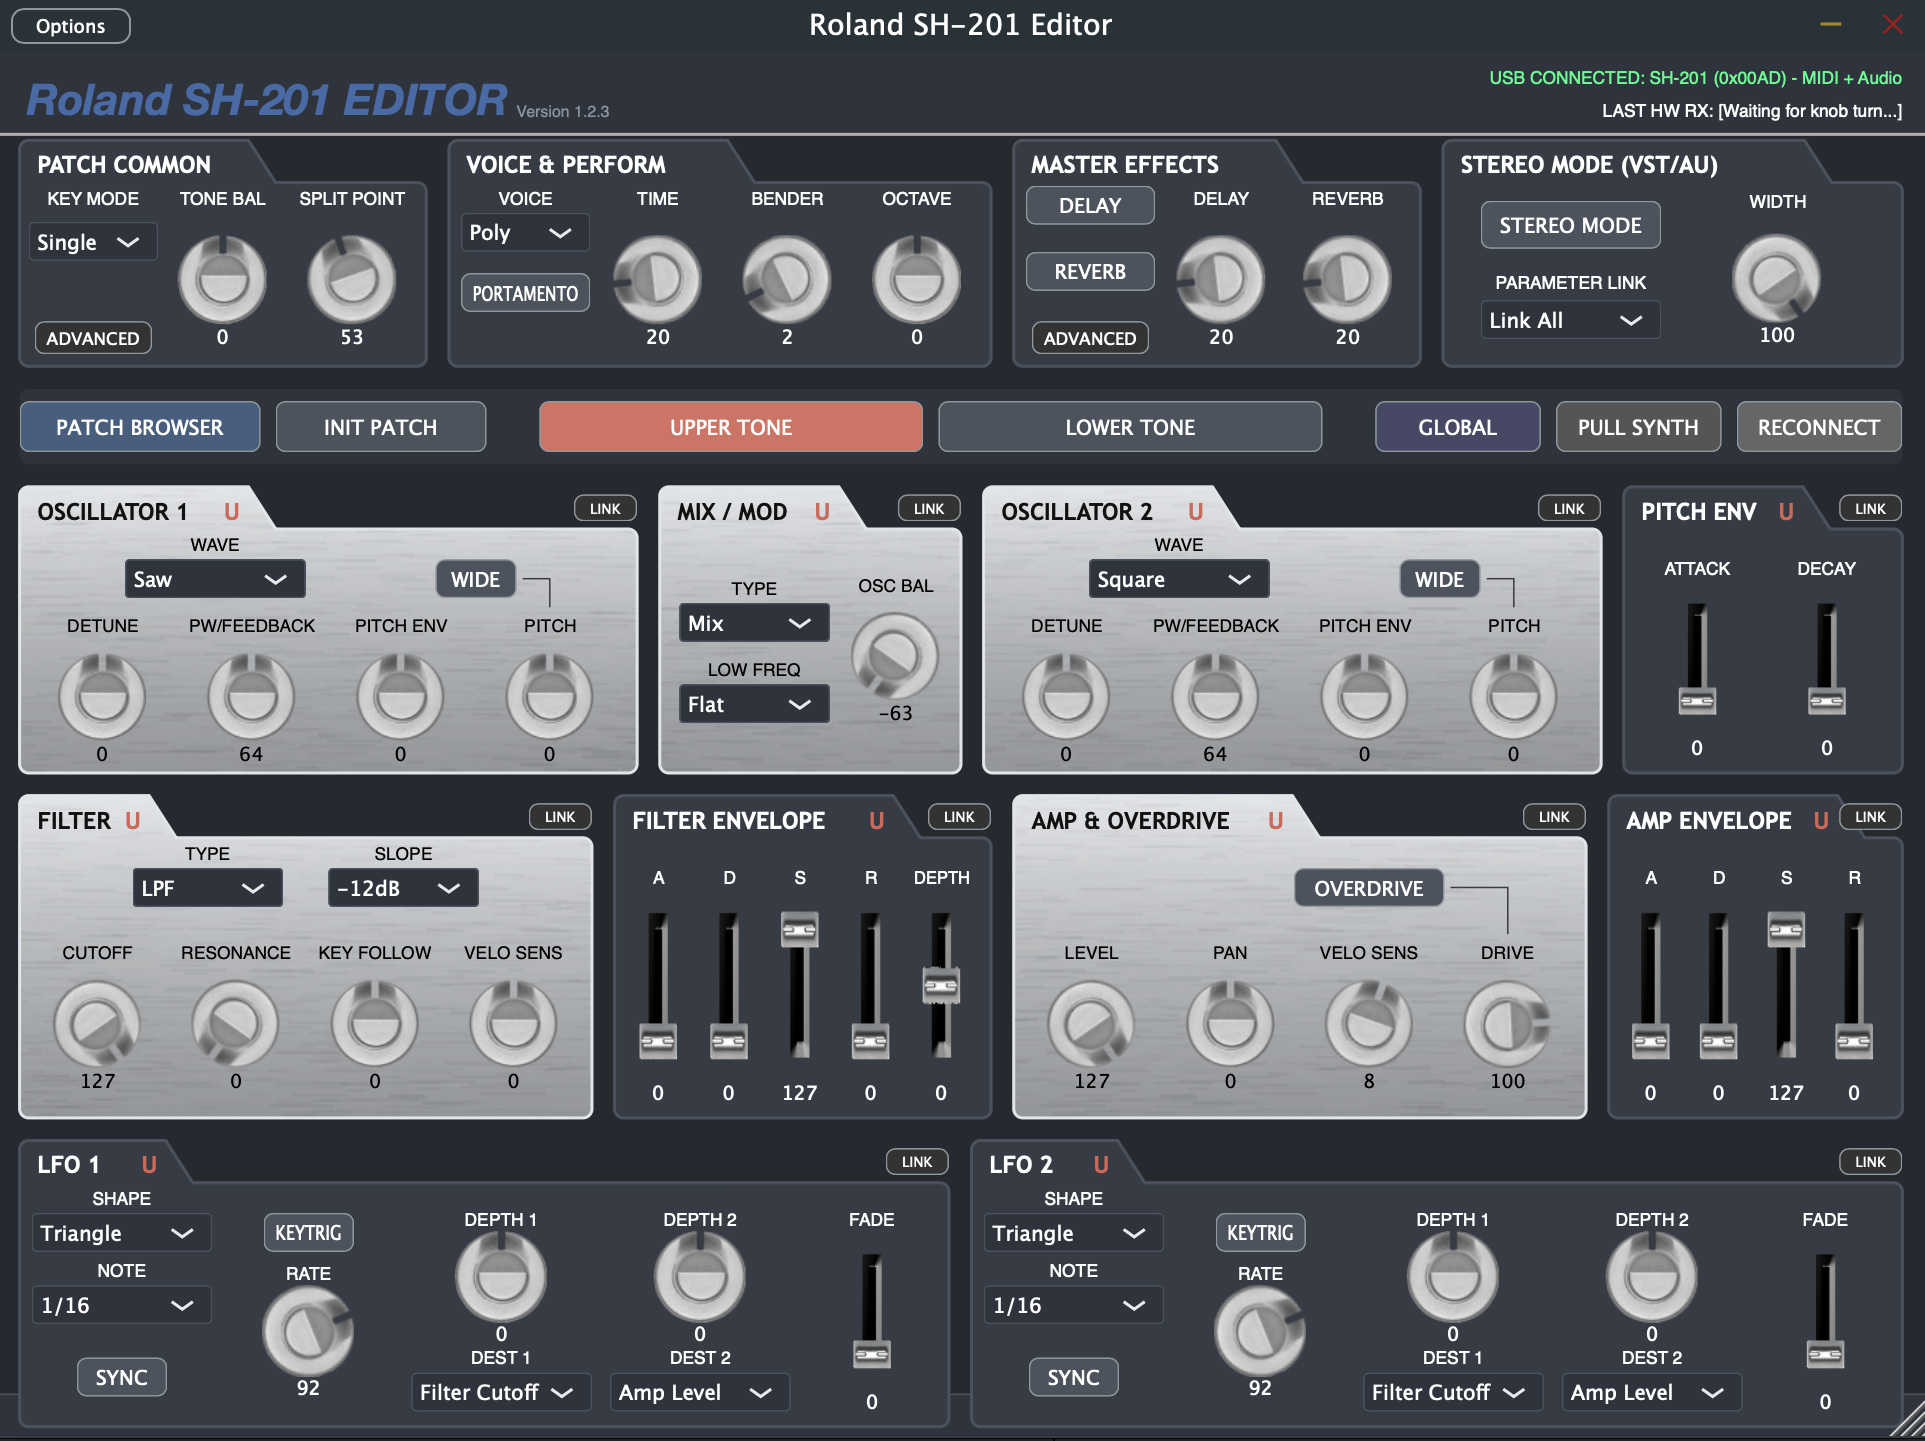 Options
Roland SH-201 Editor
Roland SH-201 EDITOR Version 1.2.3
USB CONNECTED: SH-201 (0x00AD) - MIDI + Audio
LAST HW RX: [Waiting for knob turn...]
PATCH COMMON
KEY MODE TONE BAL SPLIT POINT
Single
ADVANCED 0 53
VOICE & PERFORM
VOICE TIME BENDER OCTAVE
Poly
PORTAMENTO
20 2 0
MASTER EFFECTS
DELAY DELAY REVERB
REVERB
ADVANCED 20 20
STEREO MODE (VST/AU)
WIDTH
STEREO MODE
PARAMETER LINK
Link All
100
PATCH BROWSER INIT PATCH UPPER TONE LOWER TONE GLOBAL PULL SYNTH RECONNECT
OSCILLATOR 1 U LINK
WAVE
Saw WIDE
DETUNE PW/FEEDBACK PITCH ENV PITCH
0 64 0 0
MIX / MOD U LINK
TYPE OSC BAL
Mix
LOW FREQ
Flat
-63
OSCILLATOR 2 U LINK
WAVE
Square WIDE
DETUNE PW/FEEDBACK PITCH ENV PITCH
0 64 0 0
PITCH ENV U LINK
ATTACK DECAY
0 0
FILTER U LINK
TYPE SLOPE
LPF -12dB
CUTOFF RESONANCE KEY FOLLOW VELO SENS
127 0 0 0
FILTER ENVELOPE U LINK
A D S R DEPTH
0 0 127 0 0
AMP & OVERDRIVE U LINK
OVERDRIVE
LEVEL PAN VELO SENS DRIVE
127 0 8 100
AMP ENVELOPE U LINK
A D S R
0 0 127 0
LFO 1 U LINK
SHAPE
Triangle KEYTRIG DEPTH 1 DEPTH 2 FADE
NOTE RATE
1/16
0 0
SYNC 92 DEST 1 DEST 2
Filter Cutoff Amp Level 0
LFO 2 U LINK
SHAPE
Triangle KEYTRIG DEPTH 1 DEPTH 2 FADE
NOTE RATE
1/16
0 0
SYNC 92 DEST 1 DEST 2
Filter Cutoff Amp Level 0